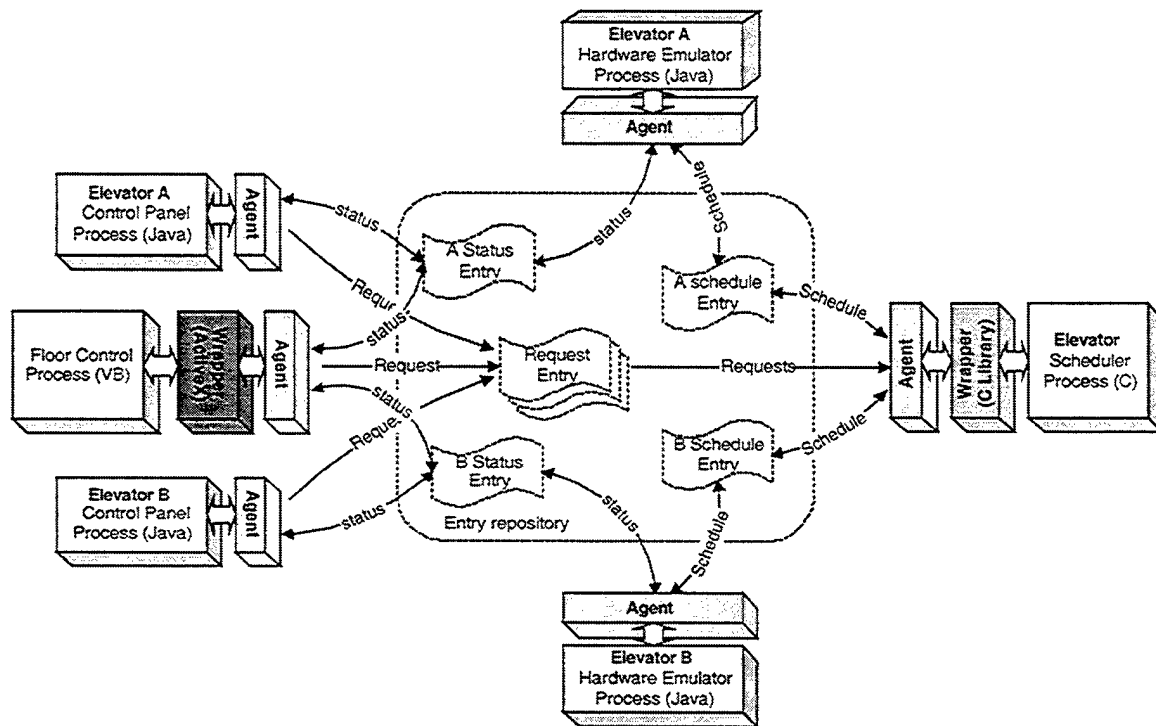 Elevator A
Hardware Emulator
Process (Java)
Agent
Elevator A
Control Panel
Process (Java)
Agent
status
status
Schedule
A Status
Entry
A schedule
Entry
Schedule
Requ
status
Floor Control
Process (VB)
Wrapper
(ActiveX)
Agent
Request
Request
Entry
Requests
Agent
Wrapper
(C Library)
Elevator
Scheduler
Process (C)
status
Reque
B Status
Entry
B Schedule
Entry
Schedule
Elevator B
Control Panel
Process (Java)
Agent
status
status
Schedule
Entry repository
Agent
Elevator B
Hardware Emulator
Process (Java)